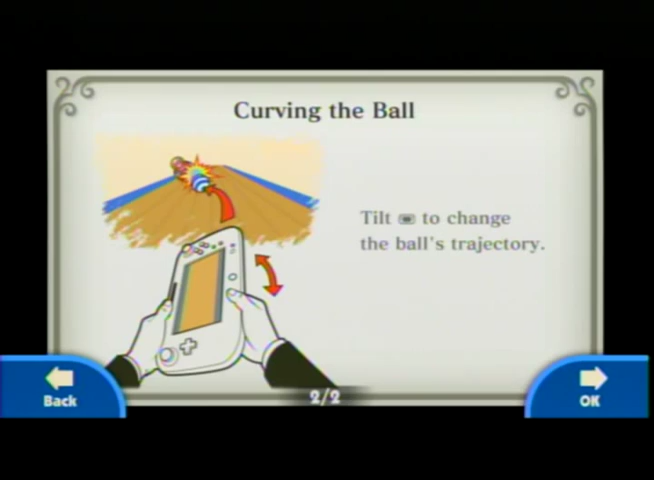 Curving the Ball
Tilt to change
the ball's trajectory.
Back
2/2
OK